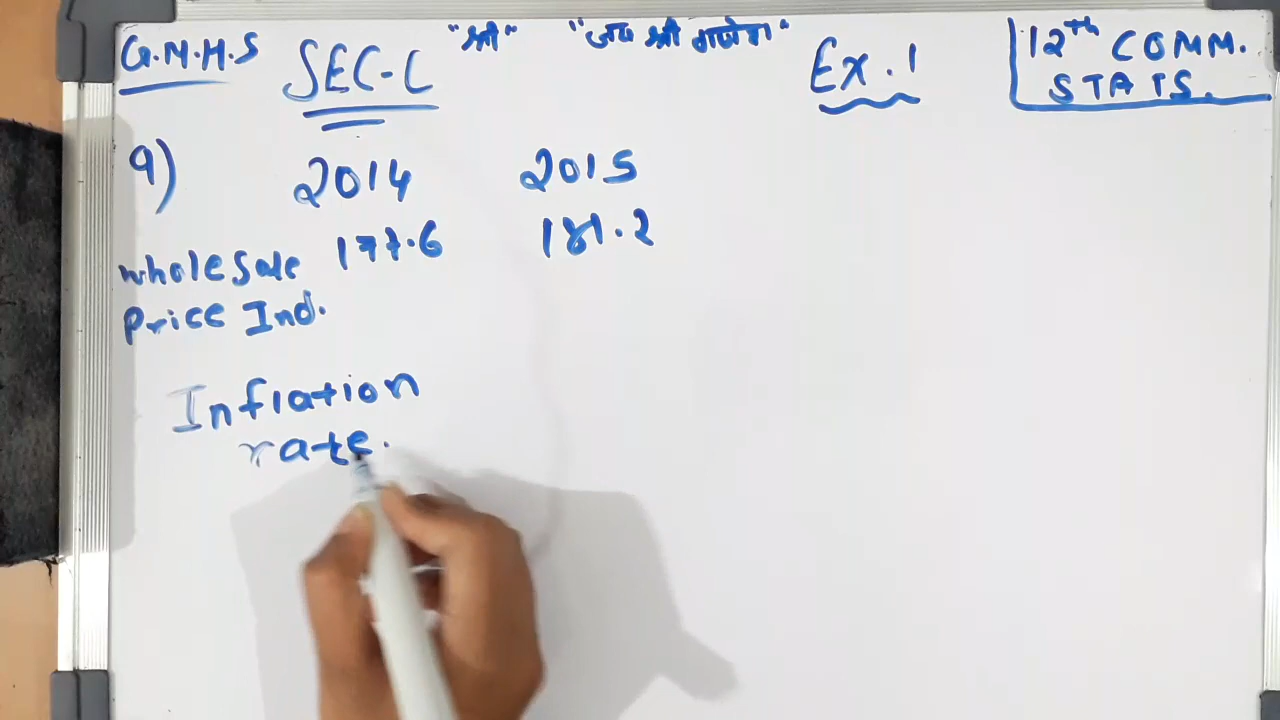 G.M.H.S SEC-C "श्री" "जय श्री गणेश" Ex.1 12th COMM.
STATS.
9) 2014 2015
177.6 181.2
Wholesale
Price Ind.
Inflation
rate.